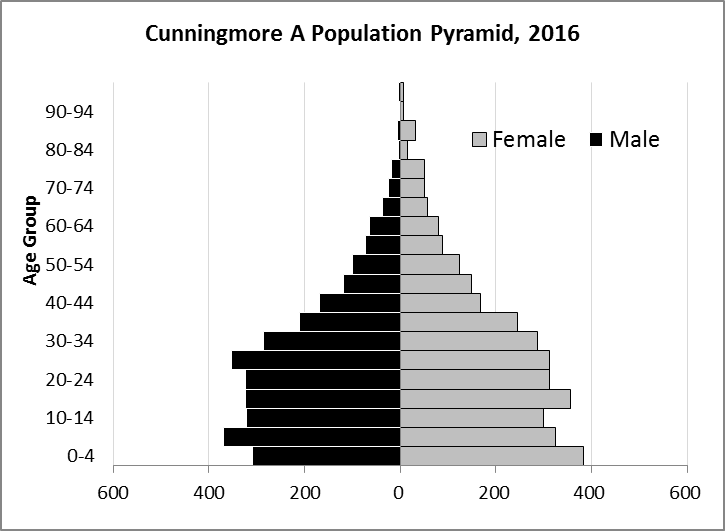 Cunningmore A Population Pyramid, 2016
Age Group
90-94
80-84
70-74
60-64
50-54
40-44
30-34
20-24
10-14
0-4
Female Male
600 400 200 0 200 400 600